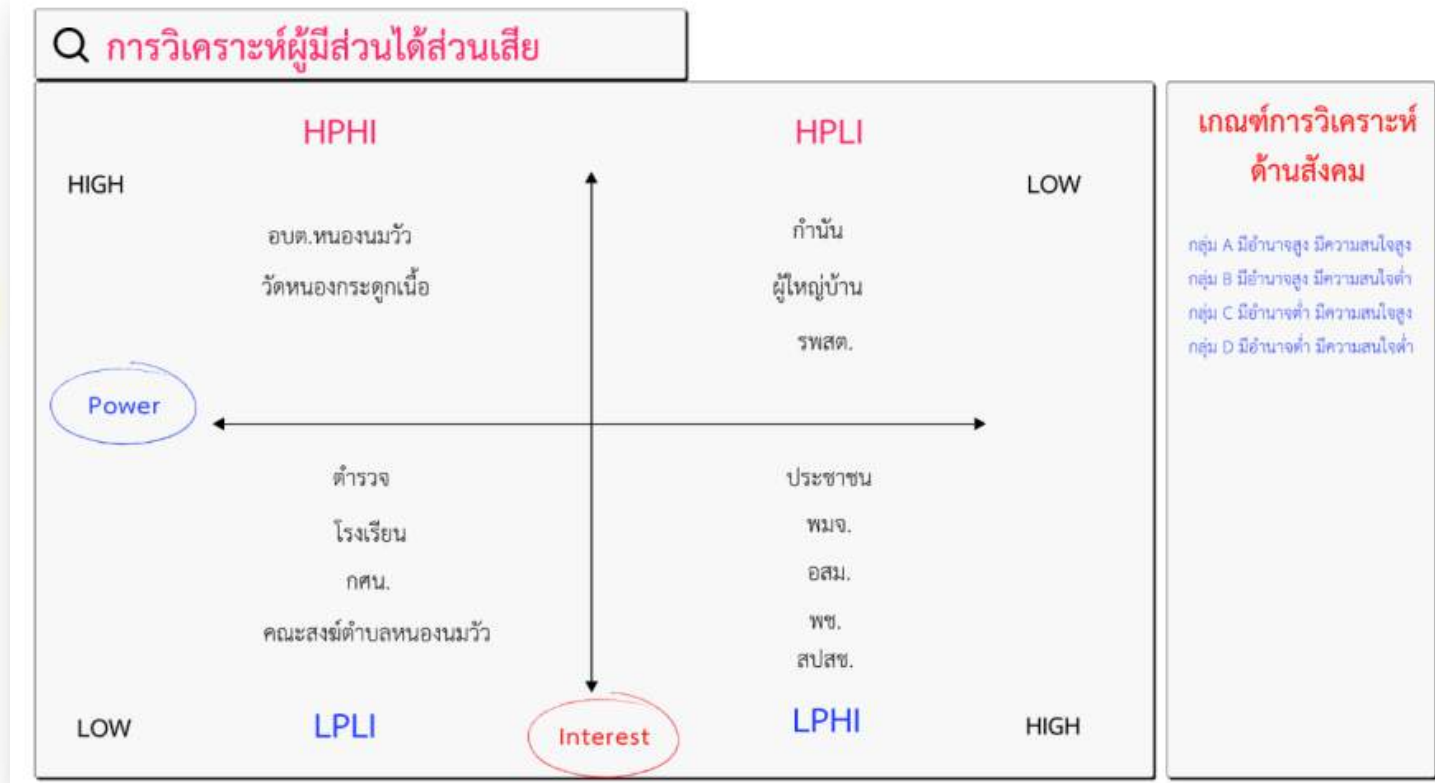 การวิเคราะห์ผู้มีส่วนได้ส่วนเสีย
HPHI
HPLI
HIGH
LOW
อบต.หนองนมวัว
วัดหนองกระดูกเนื้อ
กำนัน
ผู้ใหญ่บ้าน
รพสต.
Power
ตำรวจ
โรงเรียน
กศน.
คณะสงฆ์ตำบลหนองนมวัว
ประชาชน
พมจ.
อสม.
พช.
สปสช.
LOW
LPLI
Interest
LPHI
HIGH
เกณฑ์การวิเคราะห์
ด้านสังคม
กลุ่ม A มีอำนาจสูง มีความสนใจสูง
กลุ่ม B มีอำนาจสูง มีความสนใจต่ำ
กลุ่ม C มีอำนาจต่ำ มีความสนใจสูง
กลุ่ม D มีอำนาจต่ำ มีความสนใจต่ำ